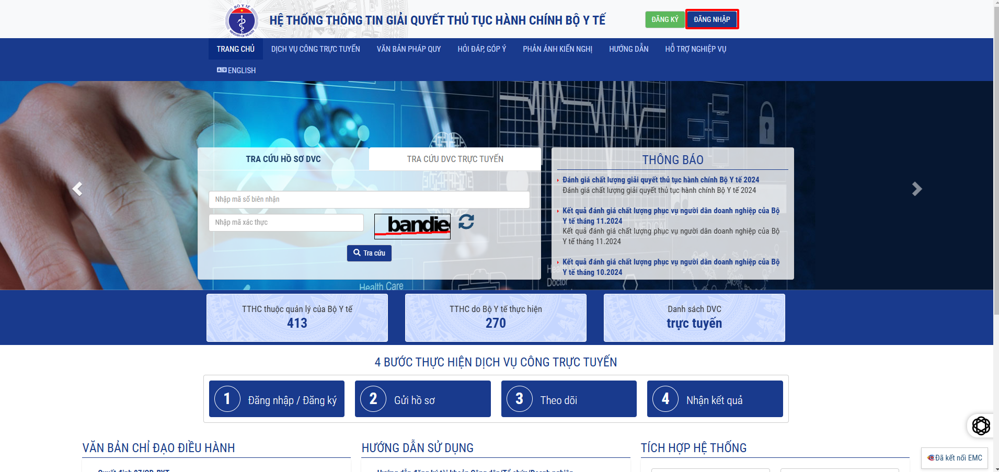 BỘ Y TẾ
MINISTRY OF HEALTH
HỆ THỐNG THÔNG TIN GIẢI QUYẾT THỦ TỤC HÀNH CHÍNH BỘ Y TẾ
ĐĂNG KÝ
ĐĂNG NHẬP
TRANG CHỦ
DỊCH VỤ CÔNG TRỰC TUYẾN
VĂN BẢN PHÁP QUY
HỎI ĐÁP, GÓP Ý
PHẢN ÁNH KIẾN NGHỊ
HƯỚNG DẪN
HỖ TRỢ NGHIỆP VỤ
ENGLISH
TRA CỨU HỒ SƠ DVC
TRA CỨU DVC TRỰC TUYẾN
Nhập mã số biên nhận
Nhập mã xác thực
bandie
Tra cứu
THÔNG BÁO
Đánh giá chất lượng giải quyết thủ tục hành chính Bộ Y tế 2024
Đánh giá chất lượng giải quyết thủ tục hành chính Bộ Y tế 2024
Kết quả đánh giá chất lượng phục vụ người dân doanh nghiệp của Bộ
Y tế tháng 11.2024
Kết quả đánh giá chất lượng phục vụ người dân doanh nghiệp của Bộ
Y tế tháng 11.2024
Kết quả đánh giá chất lượng phục vụ người dân doanh nghiệp của Bộ
Y tế tháng 10.2024
Health Care
Doctor
TTHC thuộc quản lý của Bộ Y tế
413
TTHC do Bộ Y tế thực hiện
270
Danh sách DVC
trực tuyến
4 BƯỚC THỰC HIỆN DỊCH VỤ CÔNG TRỰC TUYẾN
1 Đăng nhập / Đăng ký
2 Gửi hồ sơ
3 Theo dõi
4 Nhận kết quả
VĂN BẢN CHỈ ĐẠO ĐIỀU HÀNH
HƯỚNG DẪN SỬ DỤNG
TÍCH HỢP HỆ THỐNG
Đã kết nối EMC